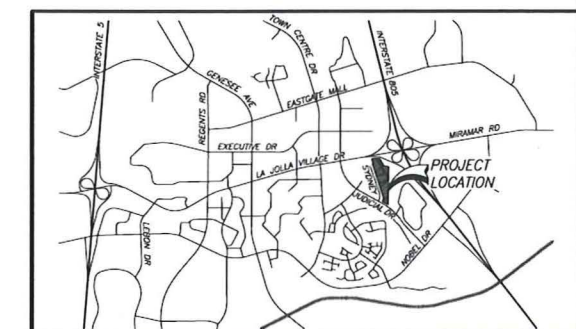 TOWN CENTRE DR
INTERSTATE 5
INTERSTATE 805
GENESEE AVE
REGENTS RD
EASTGATE MALL
MIRAMAR RD
EXECUTIVE DR
LA JOLLA VILLAGE DR
PROJECT
LOCATION
SYDNEY
JUDICIAL DR
LEBON DR
NOBEL DR